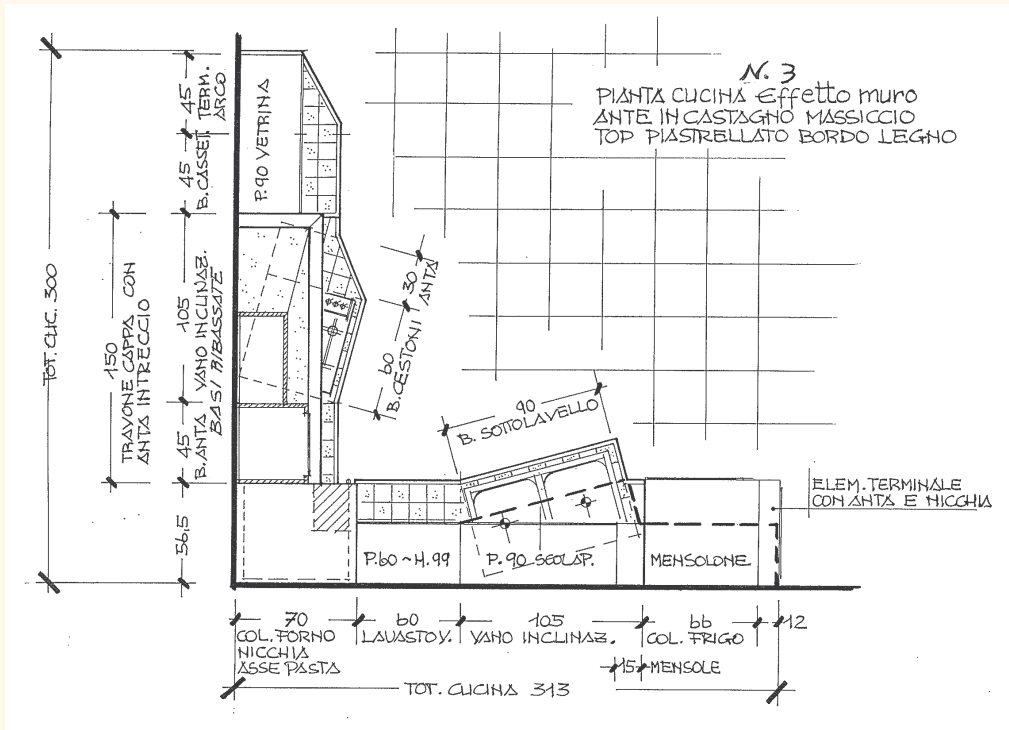 N. 3
PIANTA CUCINA Effetto muro
ANTE IN CASTAGNO MASSICCIO
TOP PIASTRELLATO BORDO LEGNO
TOT. CUC. 300
150
TRAVONE CAPPA CON
ANTA INTRECCIO
45
TERM.
ARCO
45
B. CASSET.
105
VANO INCLINAZ.
BASI RIBASSATE
45
B. ANTA
56,5
P. 90 VETRINA
30
ANTA
60
B. CESTONI
90
B. SOTTOLAVELLO
ELEM. TERMINALE
CON ANTA E NICCHIA
P. 60 ~ H. 99
P. 90 SCOLAP.
MENSOLONE
70
COL. FORNO
NICCHIA
ASSE PASTA
60
LAVASTOV.
105
VANO INCLINAZ.
66
COL. FRIGO
12
15
MENSOLE
TOT. CUCINA 313